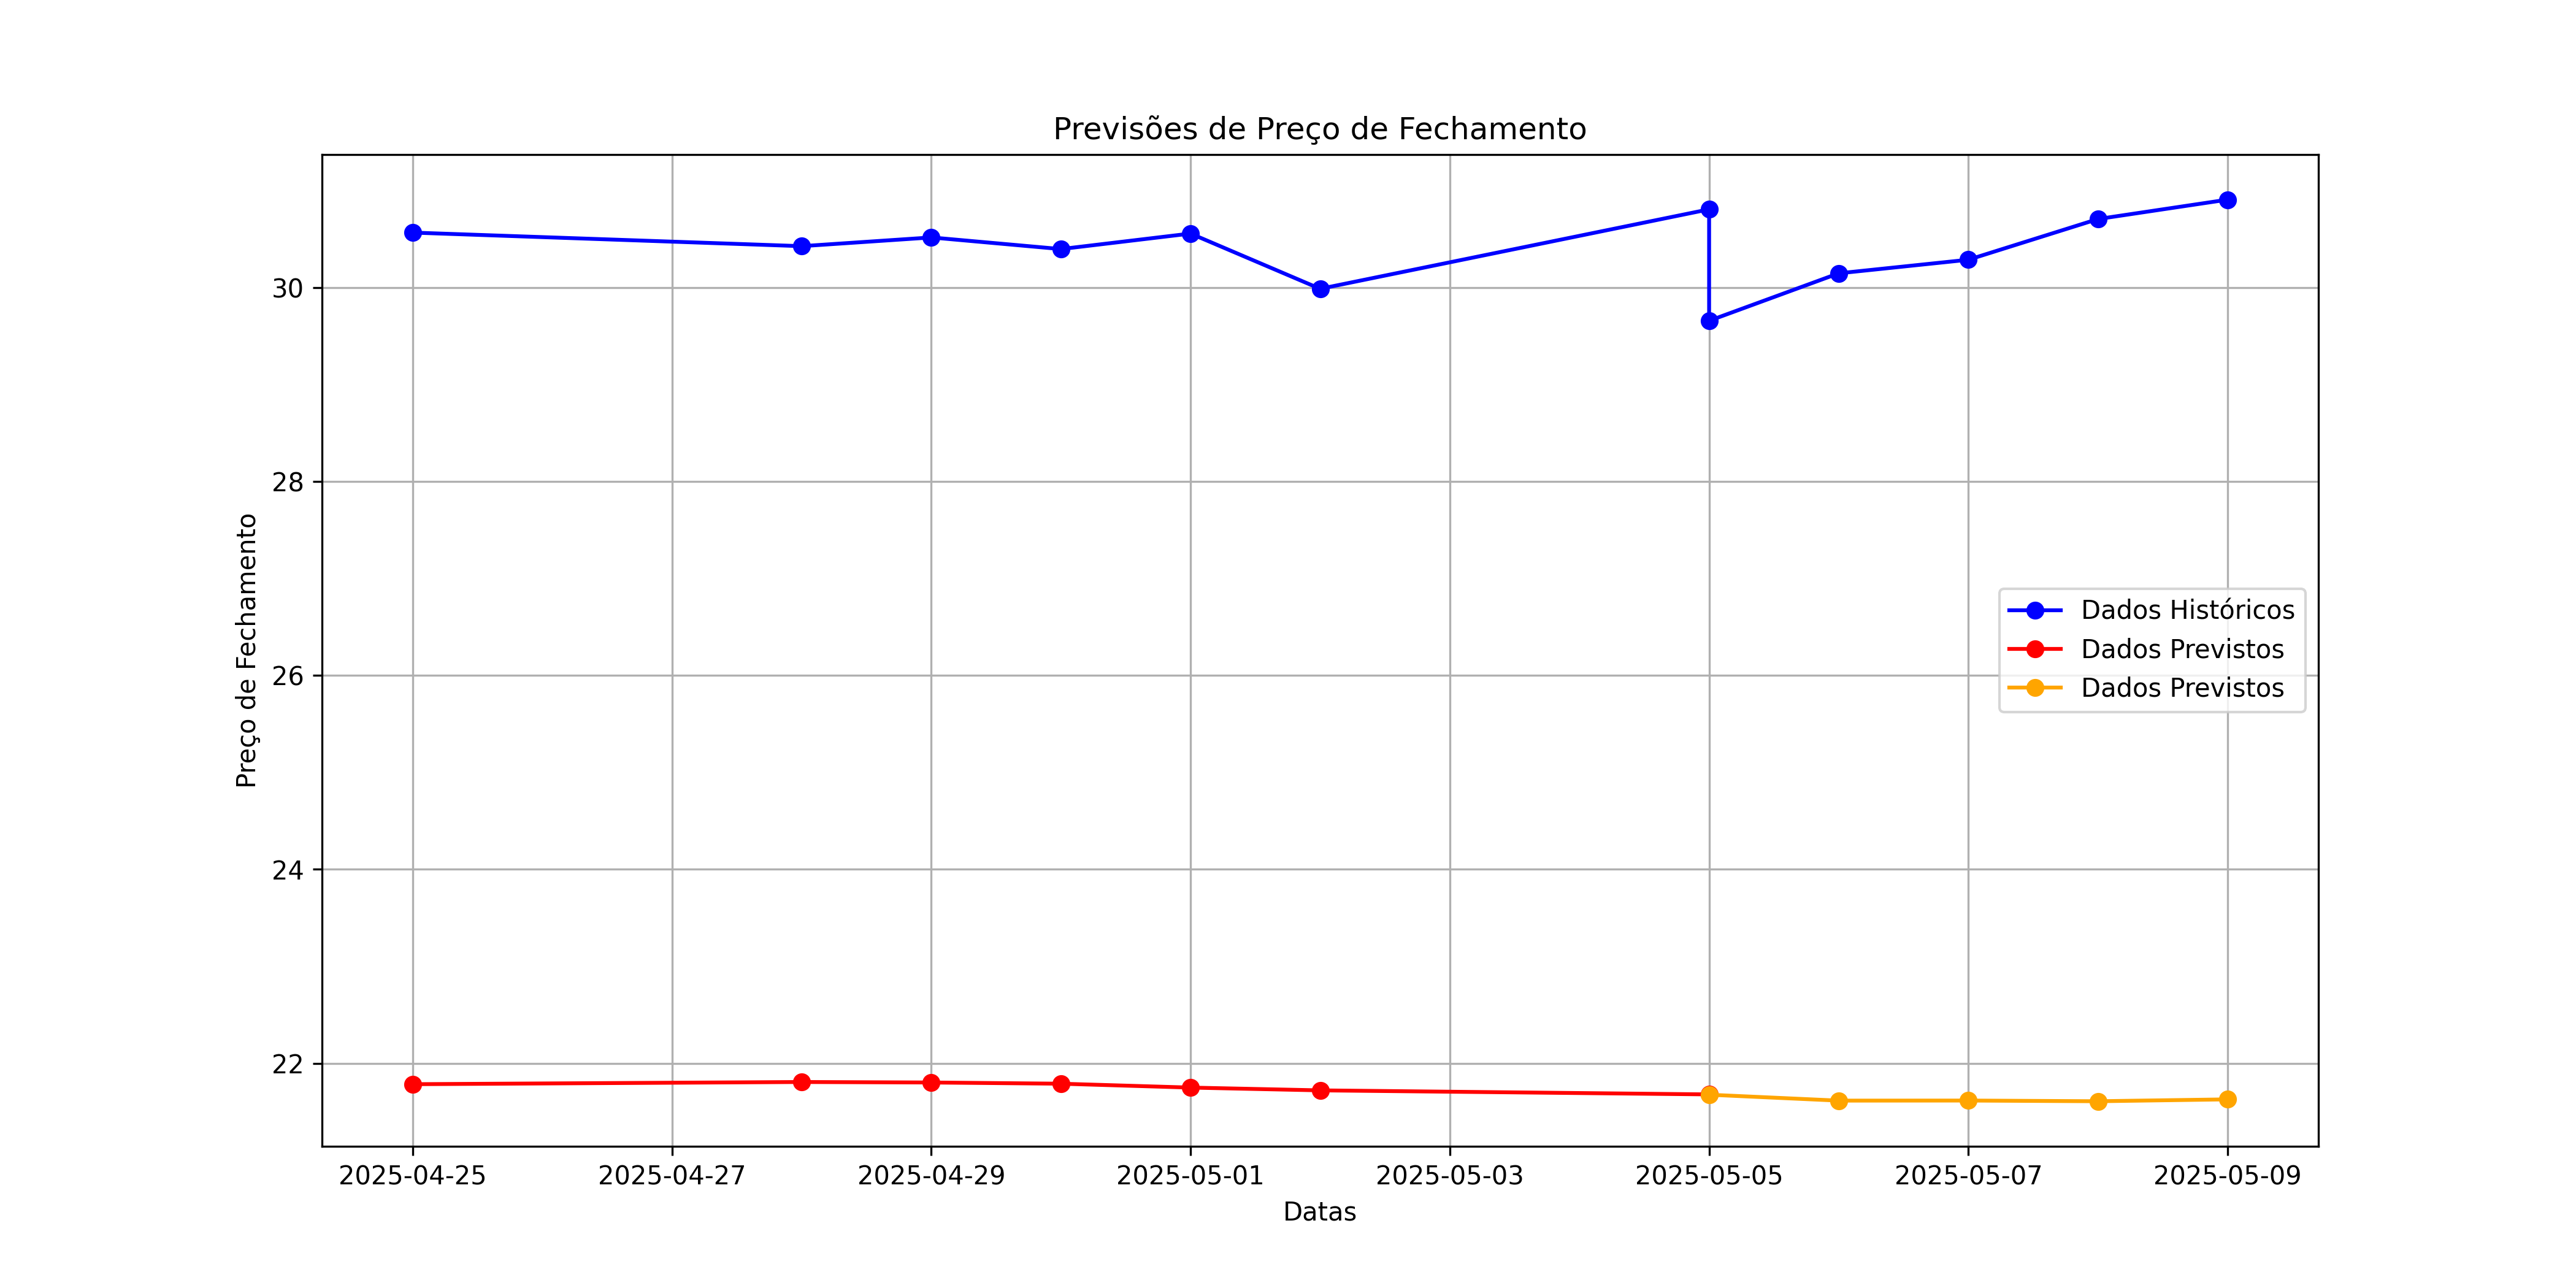 Previsões de Preço de Fechamento
Preço de Fechamento
30
28
26
24
22
Dados Históricos
Dados Previstos
Dados Previstos
2025-04-25
2025-04-27
2025-04-29
2025-05-01
2025-05-03
2025-05-05
2025-05-07
2025-05-09
Datas